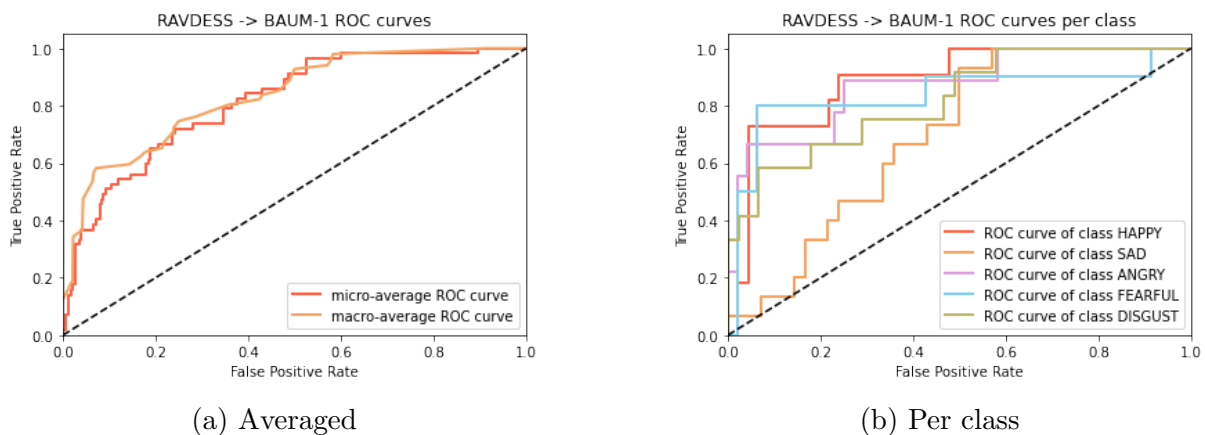 RAVDESS -> BAUM-1 ROC curves
True Positive Rate
1.0
0.8
0.6
0.4
0.2
0.0
micro-average ROC curve
macro-average ROC curve
0.0 0.2 0.4 0.6 0.8 1.0
False Positive Rate
(a) Averaged
RAVDESS -> BAUM-1 ROC curves per class
True Positive Rate
1.0
0.8
0.6
0.4
0.2
0.0
ROC curve of class HAPPY
ROC curve of class SAD
ROC curve of class ANGRY
ROC curve of class FEARFUL
ROC curve of class DISGUST
0.0 0.2 0.4 0.6 0.8 1.0
False Positive Rate
(b) Per class